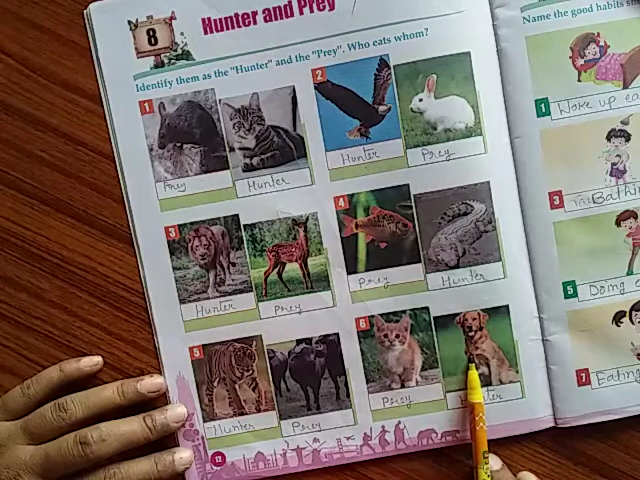 8
Hunter and Prey
Identify them as the "Hunter" and the "Prey". Who eats whom?
1
Prey
Hunter
2
Hunter
Prey
3
Hunter
Prey
4
Prey
Hunter
5
Hunter
Prey
6
Prey
12
Name the good habits
1
Wake up
3
Bathi
5
Doing
7
Eating